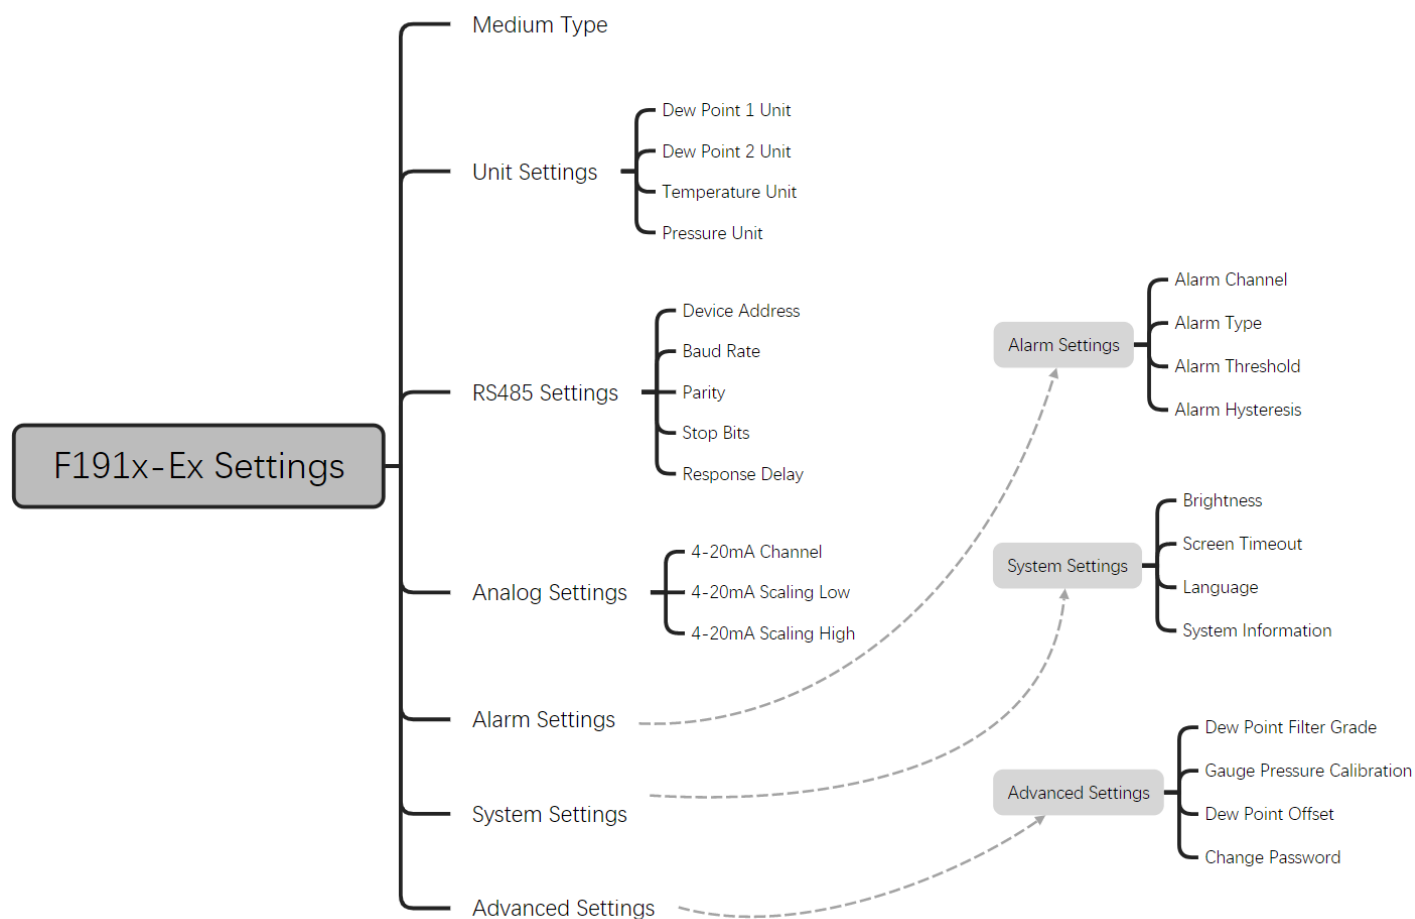 F191x-Ex Settings
Medium Type
Unit Settings
Dew Point 1 Unit
Dew Point 2 Unit
Temperature Unit
Pressure Unit
RS485 Settings
Device Address
Baud Rate
Parity
Stop Bits
Response Delay
Analog Settings
4-20mA Channel
4-20mA Scaling Low
4-20mA Scaling High
Alarm Settings
System Settings
Advanced Settings
Alarm Settings
Alarm Channel
Alarm Type
Alarm Threshold
Alarm Hysteresis
System Settings
Brightness
Screen Timeout
Language
System Information
Advanced Settings
Dew Point Filter Grade
Gauge Pressure Calibration
Dew Point Offset
Change Password